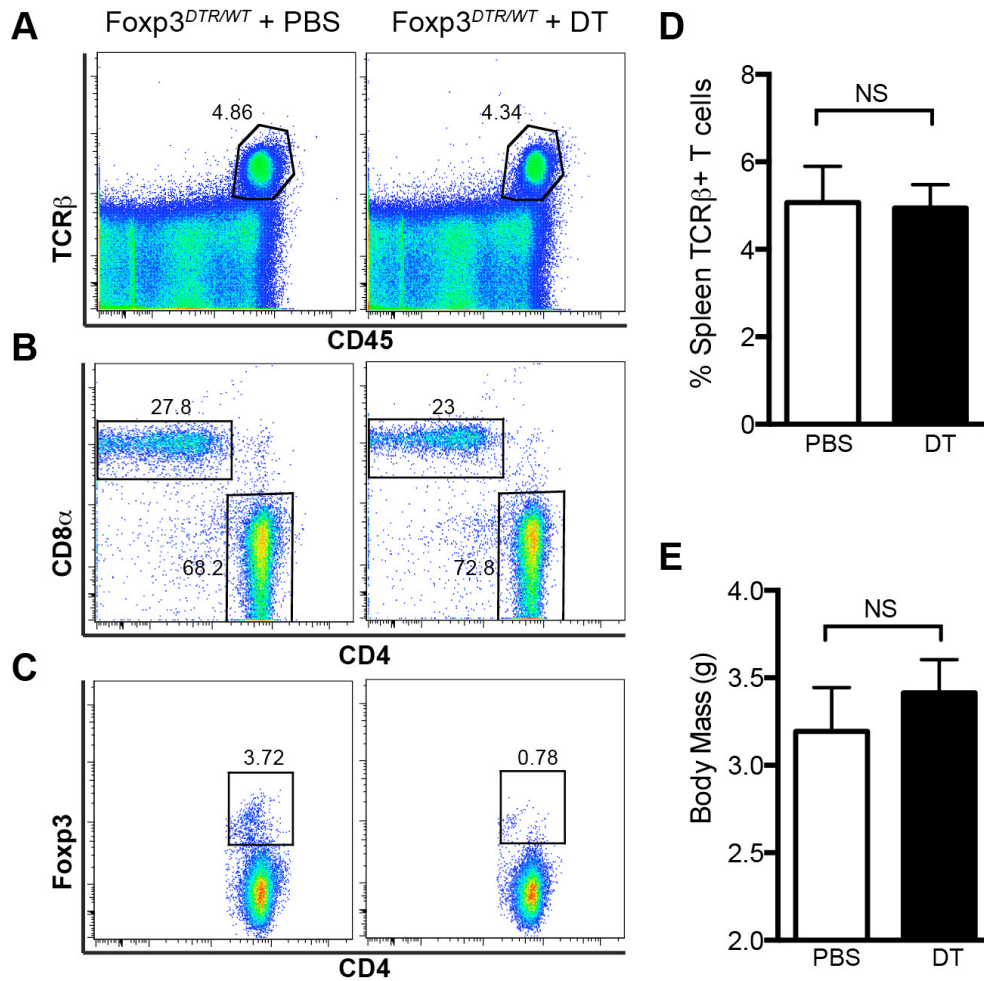 A
Foxp3DTR/WT + PBS
Foxp3DTR/WT + DT
4.86
4.34
TCRβ
CD45
B
27.8
23
68.2
72.8
CD8α
CD4
C
3.72
0.78
Foxp3
CD4
D
% Spleen TCRβ+ T cells
8
6
4
2
0
NS
PBS
DT
E
Body Mass (g)
4.0
3.5
3.0
2.5
2.0
NS
PBS
DT